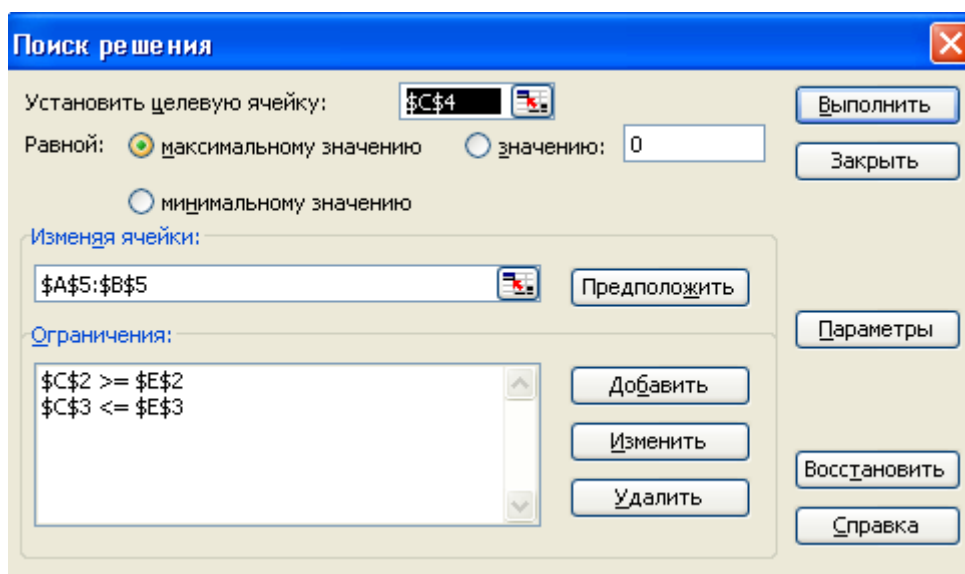 Поиск решения
Установить целевую ячейку: $C$4
Выполнить
Равной: максимальному значению значению: 0
Закрыть
минимальному значению
Изменяя ячейки:
$A$5:$B$5
Предположить
Параметры
Ограничения:
$C$2 >= $E$2
$C$3 <= $E$3
Добавить
Изменить
Удалить
Восстановить
Справка